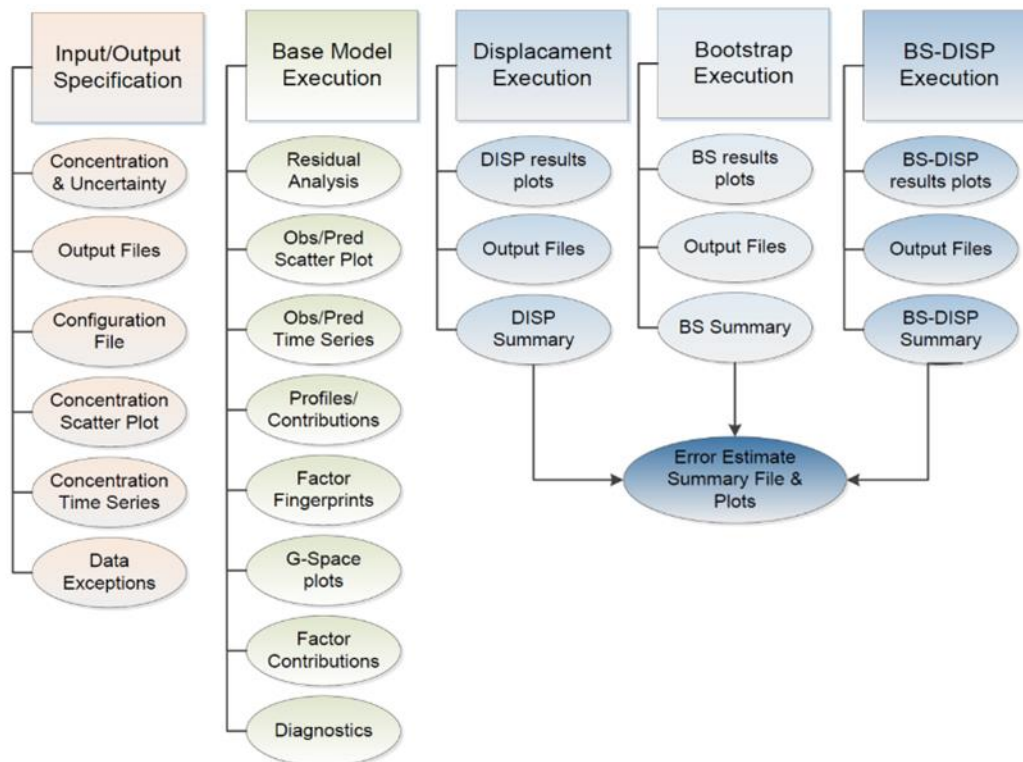 Input/Output
Specification
Concentration
& Uncertainty
Output Files
Configuration
File
Concentration
Scatter Plot
Concentration
Time Series
Data
Exceptions
Base Model
Execution
Residual
Analysis
Obs/Pred
Scatter Plot
Obs/Pred
Time Series
Profiles/
Contributions
Factor
Fingerprints
G-Space
plots
Factor
Contributions
Diagnostics
Displacament
Execution
DISP results
plots
Output Files
DISP
Summary
Bootstrap
Execution
BS results
plots
Output Files
BS Summary
BS-DISP
Execution
BS-DISP
results plots
Output Files
BS-DISP
Summary
Error Estimate
Summary File &
Plots